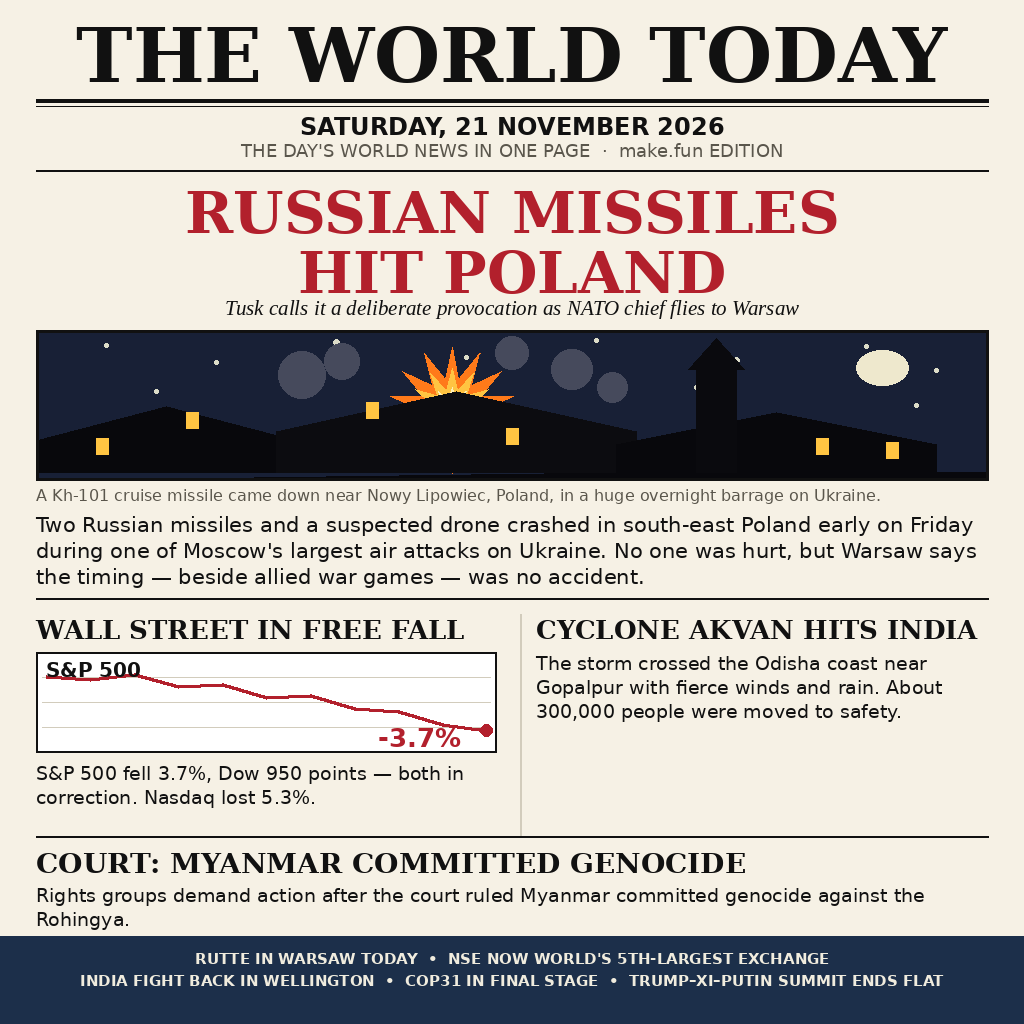 THE WORLD TODAY
SATURDAY, 21 NOVEMBER 2026
THE DAY'S WORLD NEWS IN ONE PAGE · make.fun EDITION
RUSSIAN MISSILES
HIT POLAND
Tusk calls it a deliberate provocation as NATO chief flies to Warsaw
A Kh-101 cruise missile came down near Nowy Lipowiec, Poland, in a huge overnight barrage on Ukraine.
Two Russian missiles and a suspected drone crashed in south-east Poland early on Friday
during one of Moscow's largest air attacks on Ukraine. No one was hurt, but Warsaw says
the timing — beside allied war games — was no accident.
WALL STREET IN FREE FALL
S&P 500
-3.7%
S&P 500 fell 3.7%, Dow 950 points — both in
correction. Nasdaq lost 5.3%.
CYCLONE AKVAN HITS INDIA
The storm crossed the Odisha coast near
Gopalpur with fierce winds and rain. About
300,000 people were moved to safety.
COURT: MYANMAR COMMITTED GENOCIDE
Rights groups demand action after the court ruled Myanmar committed genocide against the
Rohingya.
RUTTE IN WARSAW TODAY • NSE NOW WORLD'S 5TH-LARGEST EXCHANGE
INDIA FIGHT BACK IN WELLINGTON • COP31 IN FINAL STAGE • TRUMP–XI–PUTIN SUMMIT ENDS FLAT